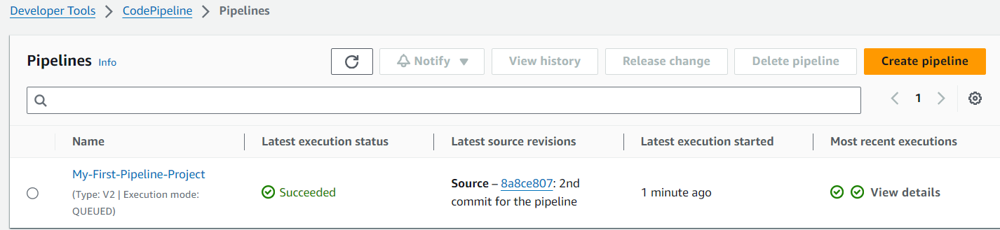 Developer Tools > CodePipeline > Pipelines
Pipelines Info
Notify
View history
Release change
Delete pipeline
Create pipeline
1
Name
Latest execution status
Latest source revisions
Latest execution started
Most recent executions
My-First-Pipeline-Project
(Type: V2 | Execution mode:
QUEUED)
Succeeded
Source – 8a8ce807: 2nd
commit for the pipeline
1 minute ago
View details